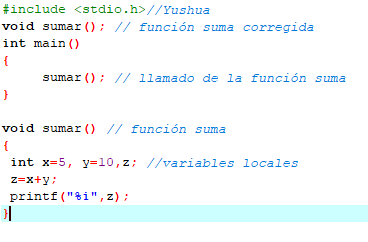 #include <stdio.h>//Yushua
void sumar(); // función suma corregida
int main()
{
sumar(); // llamado de la función suma
}
void sumar() // función suma
{
int x=5, y=10,z; //variables locales
z=x+y;
printf("%i",z);
}